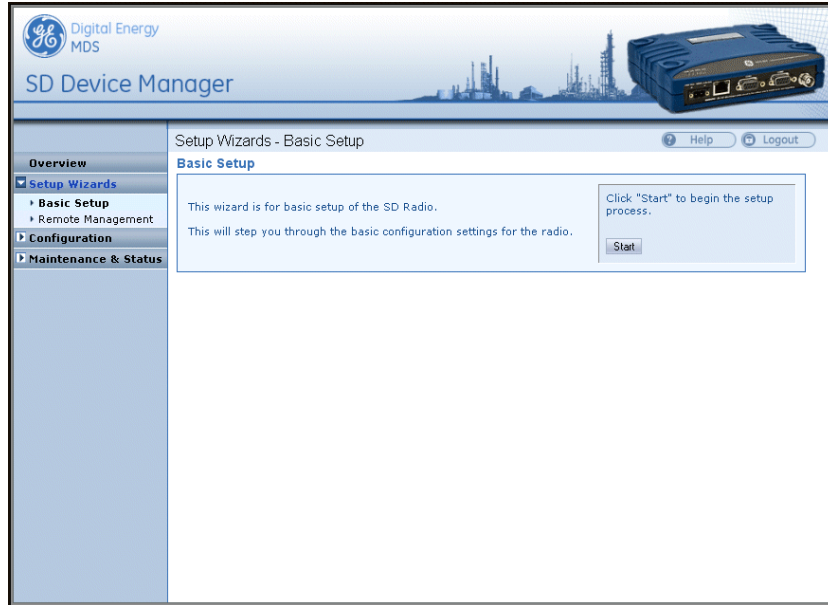 Digital Energy
MDS
SD Device Manager
Setup Wizards - Basic Setup
Help
Logout
Overview
Setup Wizards
Basic Setup
Remote Management
Configuration
Maintenance & Status
Basic Setup
This wizard is for basic setup of the SD Radio.
This will step you through the basic configuration settings for the radio.
Click "Start" to begin the setup
process.
Start